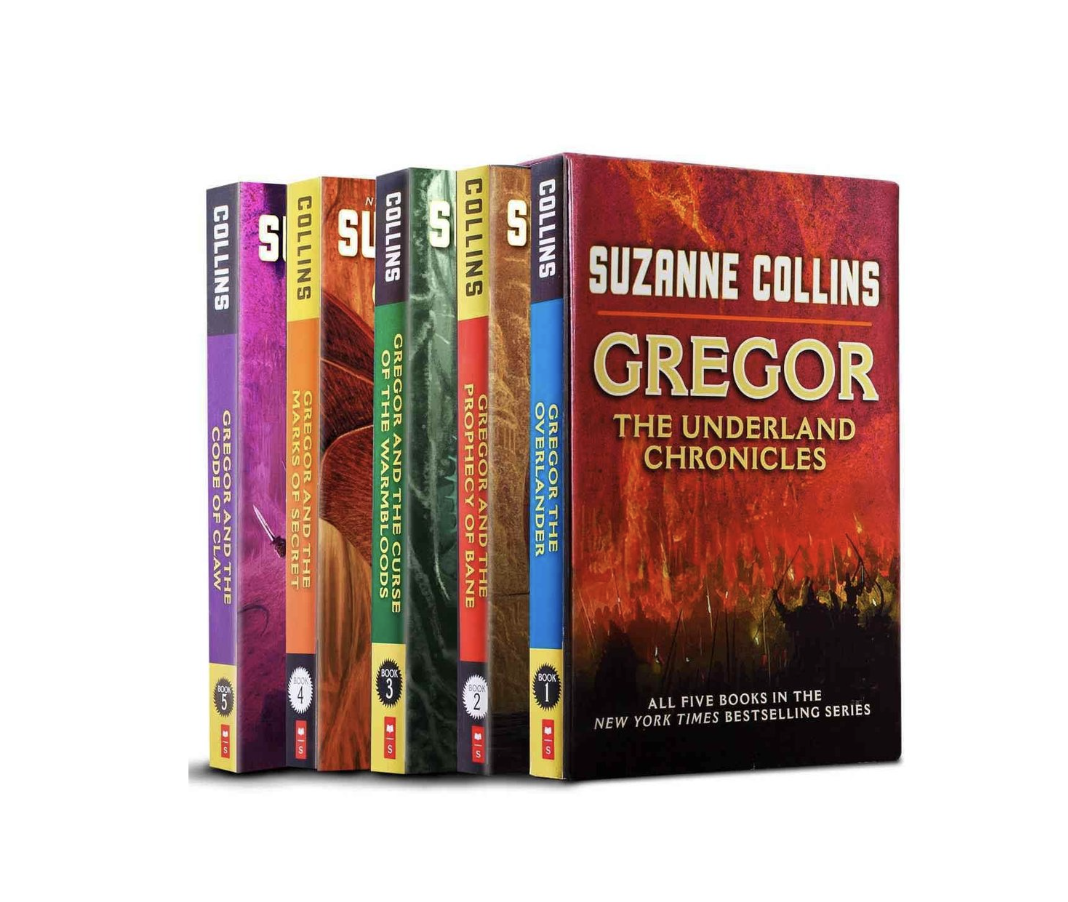 COLLINS
GREGOR AND THE
CODE OF CLAW
BOOK
5
S
COLLINS
GREGOR AND THE
MARKS OF SECRET
BOOK
4
S
SU
COLLINS
GREGOR AND THE CURSE
OF THE WARMBLOODS
BOOK
3
S
S
COLLINS
GREGOR AND THE
PROPHECY OF BANE
BOOK
2
S
S
COLLINS
GREGOR THE
OVERLANDER
BOOK
1
S
SUZANNE COLLINS
GREGOR
THE UNDERLAND
CHRONICLES
ALL FIVE BOOKS IN THE
NEW YORK TIMES BESTSELLING SERIES